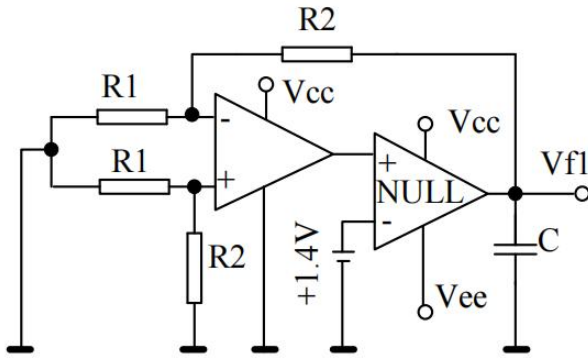 R2
R1
Vcc
-
R1
Vcc
+
+
NULL
Vf1
-
R2
+1.4V
C
Vee